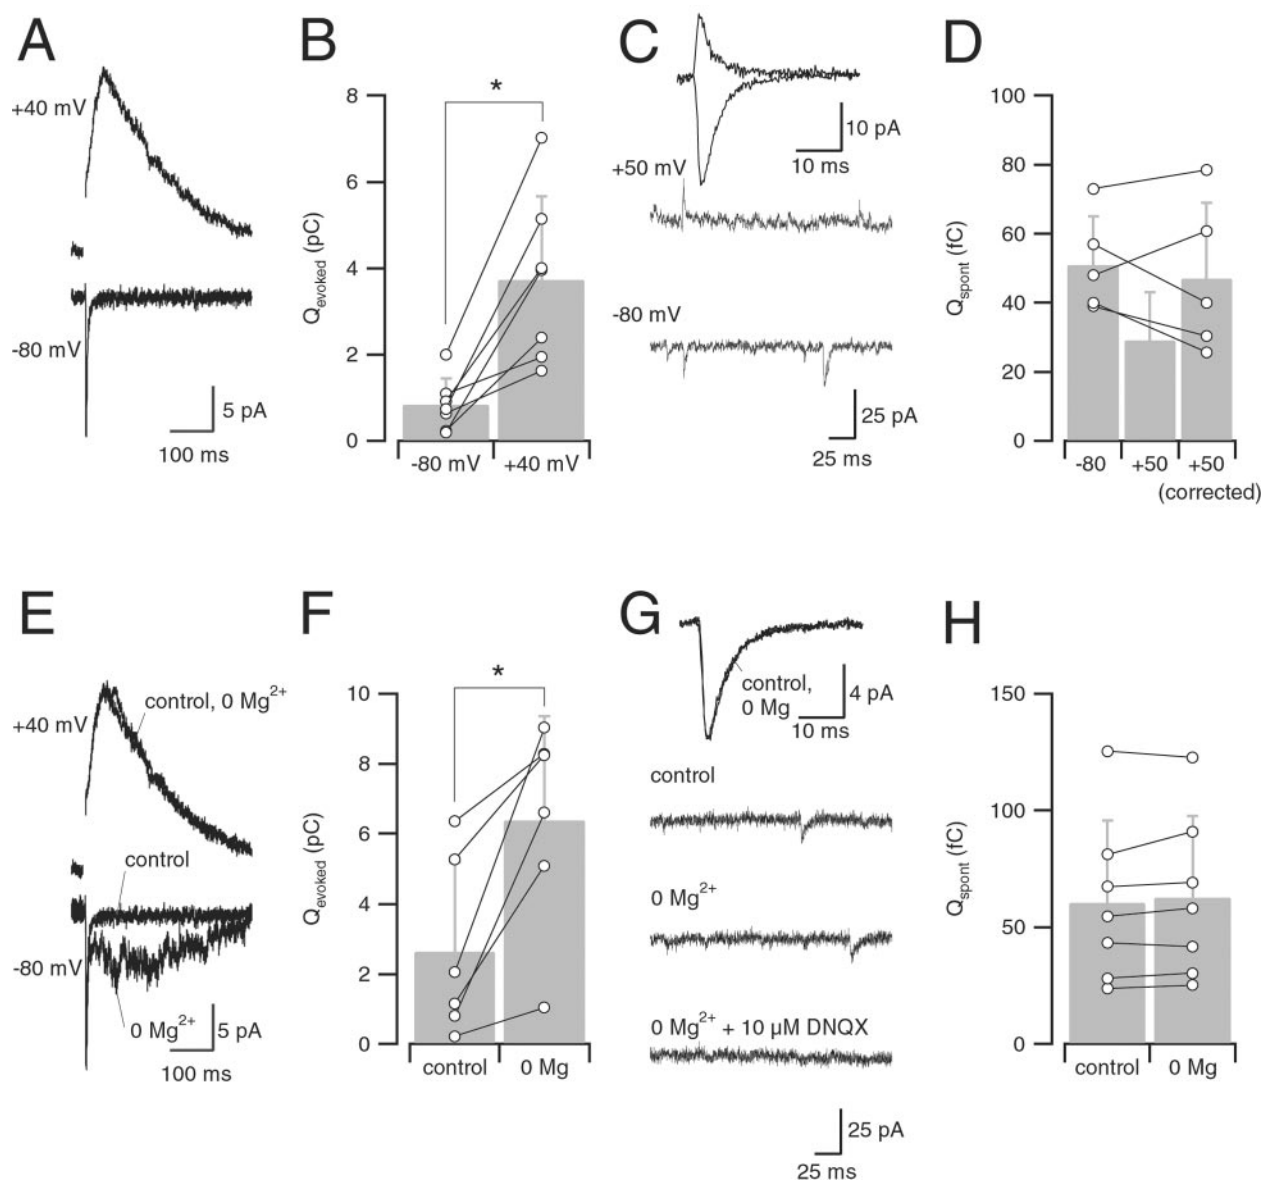 A
+40 mV
-80 mV
5 pA
100 ms
B
*
8
6
4
2
0
Qevoked (pC)
-80 mV
+40 mV
C
10 pA
10 ms
+50 mV
-80 mV
25 pA
25 ms
D
100
80
60
40
20
0
Qspont (fC)
-80
+50
+50
(corrected)
E
+40 mV
control, 0 Mg2+
control
-80 mV
0 Mg2+
5 pA
100 ms
F
*
10
8
6
4
2
0
Qevoked (pC)
control
0 Mg
G
control,
0 Mg
4 pA
10 ms
control
0 Mg2+
0 Mg2+ + 10 µM DNQX
25 pA
25 ms
H
150
100
50
0
Qspont (fC)
control
0 Mg